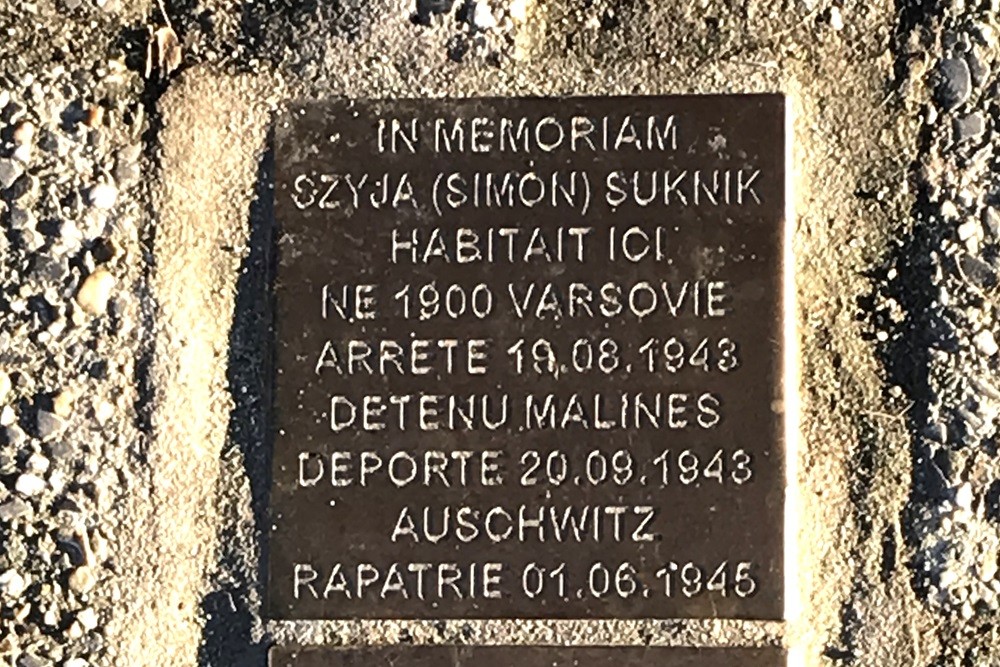 IN MEMORIAM
SZYJA (SIMON) SUKNIK
HABITAIT ICI
NE 1900 VARSOVIE
ARRETE 19.08.1943
DETENU MALINES
DEPORTE 20.09.1943
AUSCHWITZ
RAPATRIE 01.06.1945